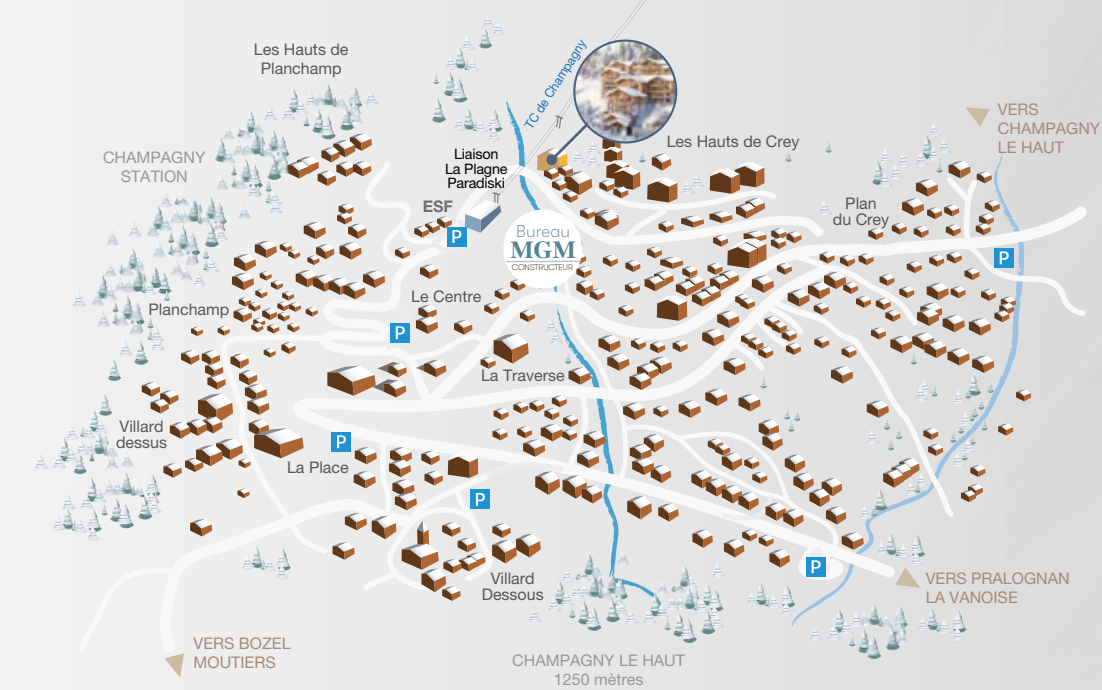 Les Hauts de
Planchamp
TC de Champagny
VERS
CHAMPAGNY
LE HAUT
Les Hauts de Crey
CHAMPAGNY
STATION
Liaison
La Plagne
Paradiski
ESF
P
Plan
du Crey
Bureau
MGM
CONSTRUCTEUR
P
Planchamp
Le Centre
P
La Traverse
Villard
dessus
P
La Place
P
P
Villard
Dessous
VERS PRALOGNAN
LA VANOISE
VERS BOZEL
MOUTIERS
CHAMPAGNY LE HAUT
1250 mètres